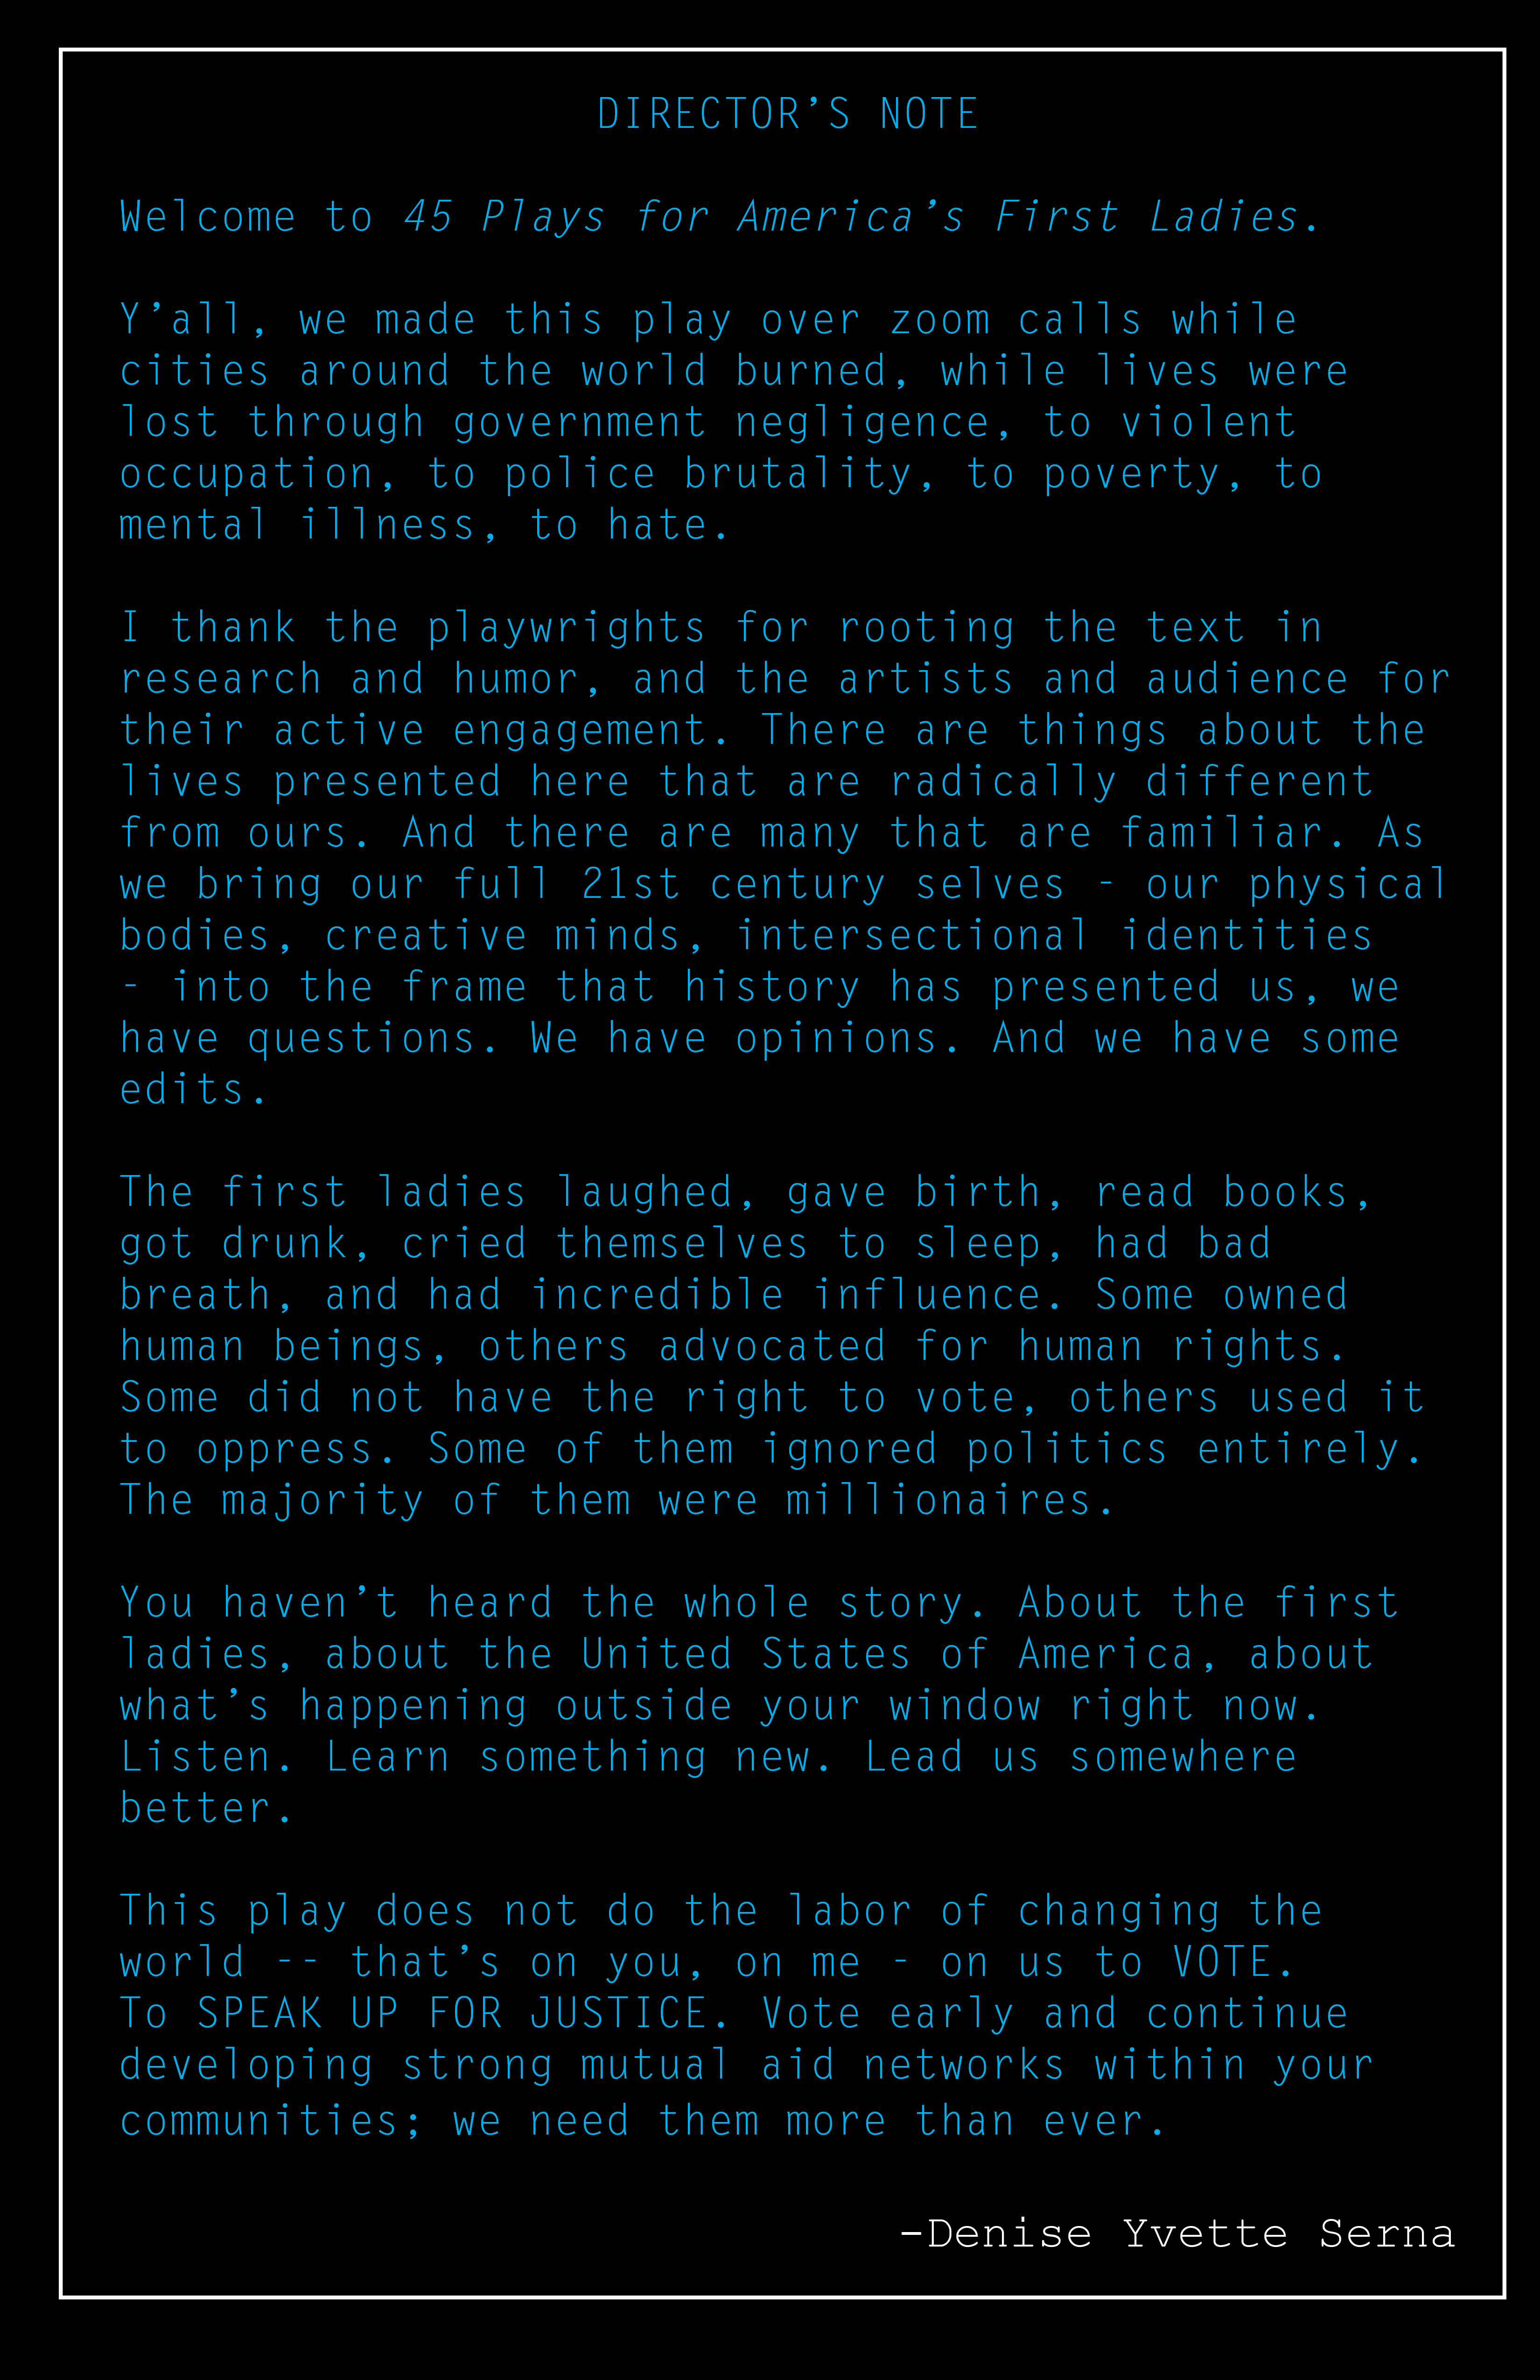 DIRECTOR’S NOTE
Welcome to 45 Plays for America’s First Ladies.
Y’all, we made this play over zoom calls while
cities around the world burned, while lives were
lost through government negligence, to violent
occupation, to police brutality, to poverty, to
mental illness, to hate.
I thank the playwrights for rooting the text in
research and humor, and the artists and audience for
their active engagement. There are things about the
lives presented here that are radically different
from ours. And there are many that are familiar. As
we bring our full 21st century selves - our physical
bodies, creative minds, intersectional identities
- into the frame that history has presented us, we
have questions. We have opinions. And we have some
edits.
The first ladies laughed, gave birth, read books,
got drunk, cried themselves to sleep, had bad
breath, and had incredible influence. Some owned
human beings, others advocated for human rights.
Some did not have the right to vote, others used it
to oppress. Some of them ignored politics entirely.
The majority of them were millionaires.
You haven’t heard the whole story. About the first
ladies, about the United States of America, about
what’s happening outside your window right now.
Listen. Learn something new. Lead us somewhere
better.
This play does not do the labor of changing the
world -- that’s on you, on me - on us to VOTE.
To SPEAK UP FOR JUSTICE. Vote early and continue
developing strong mutual aid networks within your
communities; we need them more than ever.
-Denise Yvette Serna